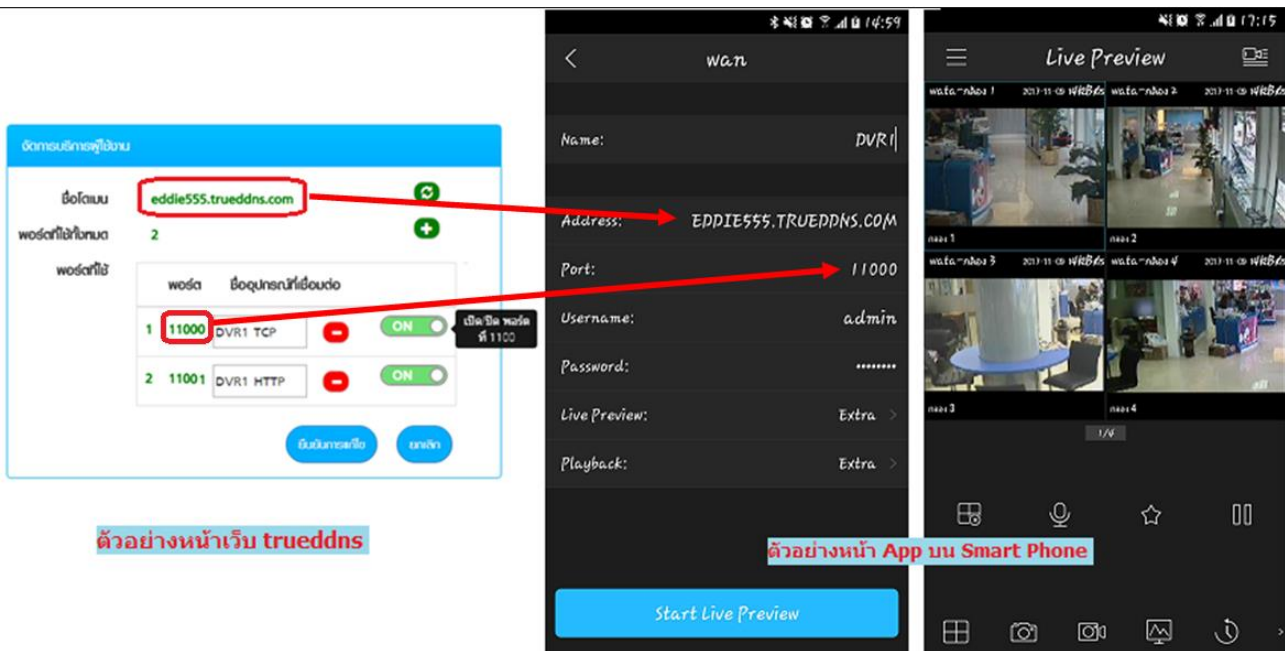 จัดการบริการผู้ใช้งาน
ชื่อโดเมน eddie555.trueddns.com
พอร์ตที่ใช้ทั้งหมด 2
พอร์ตที่ใช้
พอร์ต ชื่ออุปกรณ์ที่เชื่อมต่อ
1 11000 DVR1 TCP ON
เปิด/ปิด พอร์ต
ที่ 1100
2 11001 DVR1 HTTP ON
ยืนยันการแก้ไข ยกเลิก
ตัวอย่างหน้าเว็บ trueddns
14:59
wan
Name: DVR1
Address: EDDIE555.TRUEDDNS.COM
Port: 11000
Username: admin
Password: ••••••••
Live Preview: Extra >
Playback: Extra >
Start Live Preview
17:15
Live Preview
กล้อง 1
กล้อง 2
กล้อง 3
กล้อง 4
1/4
ตัวอย่างหน้า App บน Smart Phone